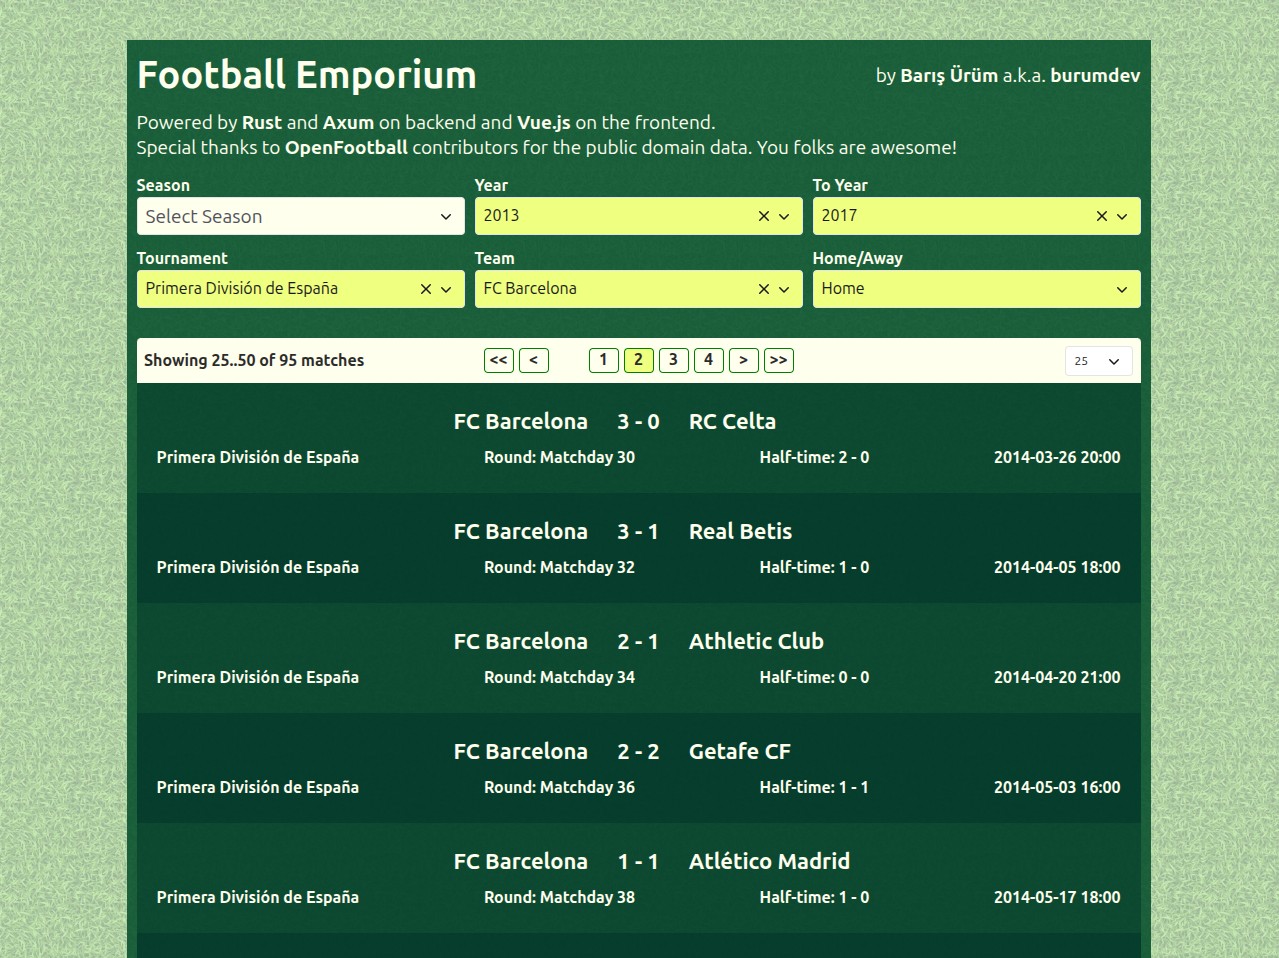 Football Emporium
by Barış Ürüm a.k.a. burumdev
Powered by Rust and Axum on backend and Vue.js on the frontend.
Special thanks to OpenFootball contributors for the public domain data. You folks are awesome!
Season Year To Year
Select Season 2013 2017
Tournament Team Home/Away
Primera División de España FC Barcelona Home
Showing 25..50 of 95 matches << < 1 2 3 4 > >> 25
FC Barcelona 3 - 0 RC Celta
Primera División de España Round: Matchday 30 Half-time: 2 - 0 2014-03-26 20:00
FC Barcelona 3 - 1 Real Betis
Primera División de España Round: Matchday 32 Half-time: 1 - 0 2014-04-05 18:00
FC Barcelona 2 - 1 Athletic Club
Primera División de España Round: Matchday 34 Half-time: 0 - 0 2014-04-20 21:00
FC Barcelona 2 - 2 Getafe CF
Primera División de España Round: Matchday 36 Half-time: 1 - 1 2014-05-03 16:00
FC Barcelona 1 - 1 Atlético Madrid
Primera División de España Round: Matchday 38 Half-time: 1 - 0 2014-05-17 18:00